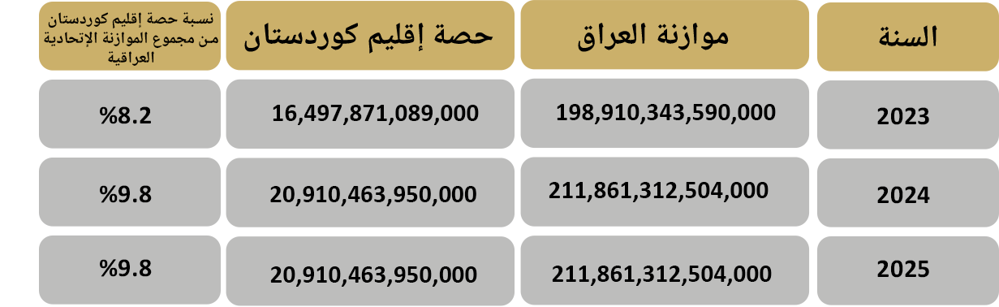 السنة
موازنة العراق
حصة إقليم كوردستان
نسبة حصة إقليم كوردستان
من مجموع الموازنة الإتحادية
العراقية
2023
198,910,343,590,000
16,497,871,089,000
%8.2
2024
211,861,312,504,000
20,910,463,950,000
%9.8
2025
211,861,312,504,000
20,910,463,950,000
%9.8